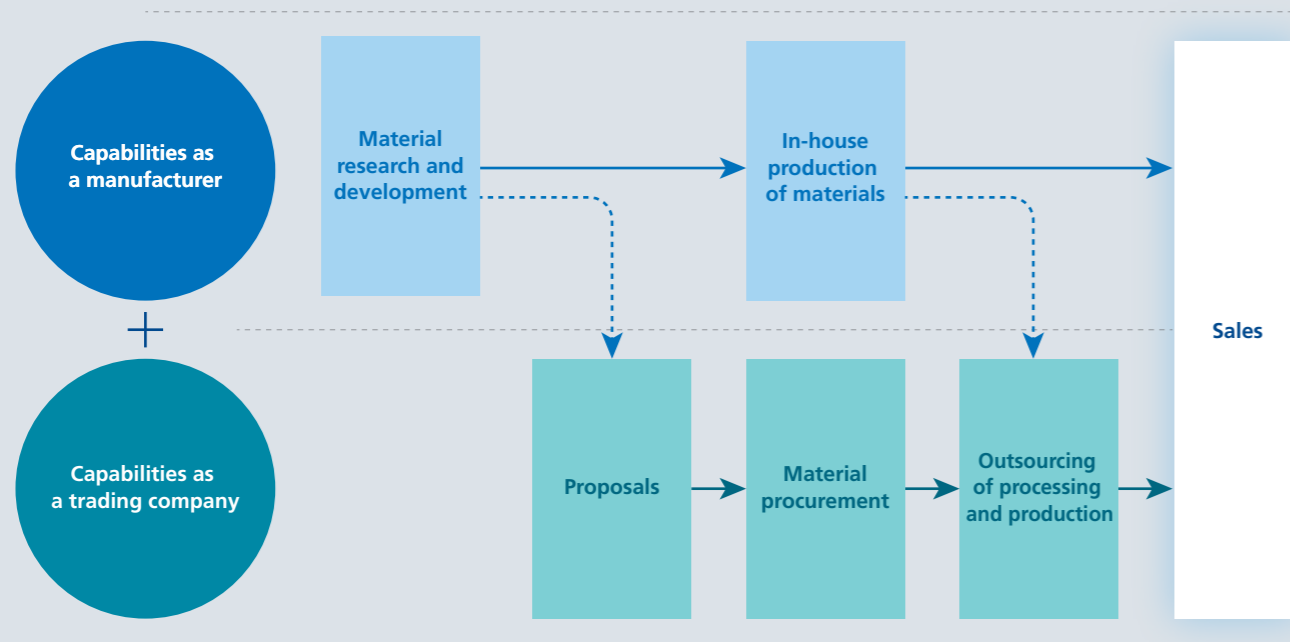 Capabilities as
a manufacturer
Material
research and
development
In-house
production
of materials
+
Sales
Capabilities as
a trading company
Proposals
Material
procurement
Outsourcing
of processing
and production